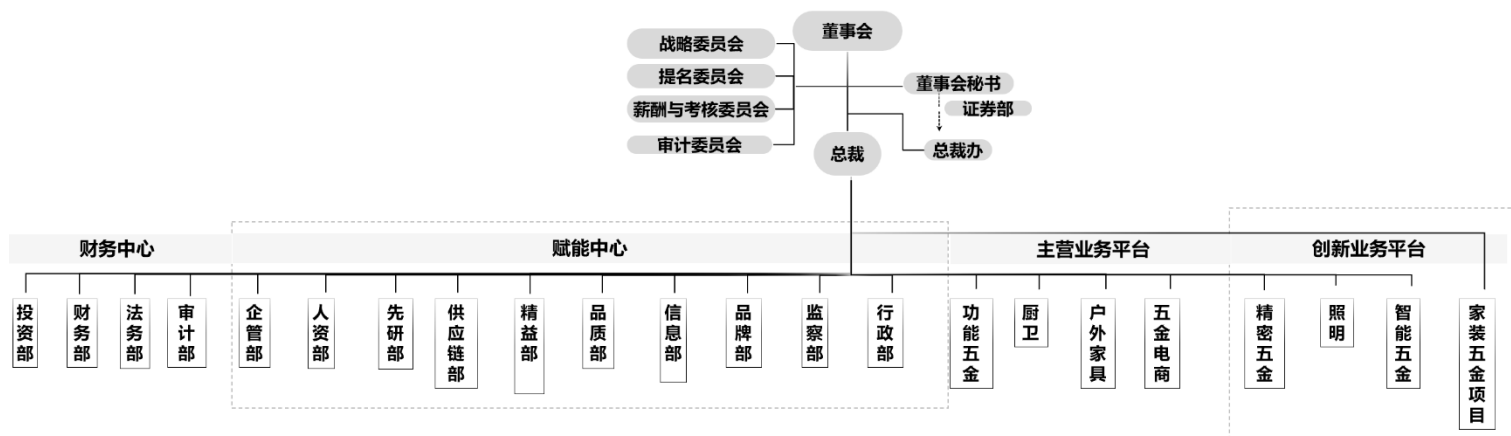 董事会
战略委员会
提名委员会
薪酬与考核委员会
审计委员会
董事会秘书
证券部
总裁
总裁办
财务中心
赋能中心
主营业务平台
创新业务平台
投资部
财务部
法务部
审计部
企管部
人资部
先研部
供应链部
精益部
品质部
信息部
品牌部
监察部
行政部
功能五金
厨卫
户外家具
五金电商
精密五金
照明
智能五金
家装五金项目